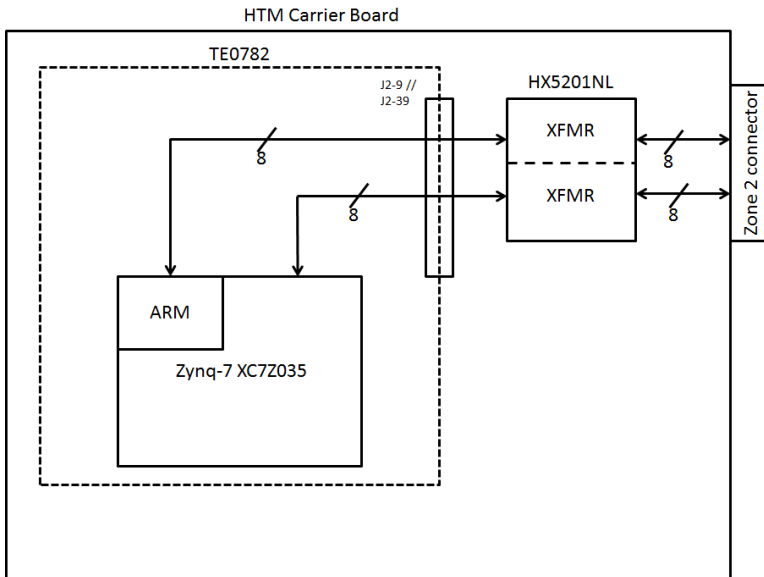 HTM Carrier Board
TE0782
J2-9 //
J2-39
HX5201NL
XFMR
8
8
XFMR
8
8
Zone 2 connector
ARM
Zynq-7 XC7Z035